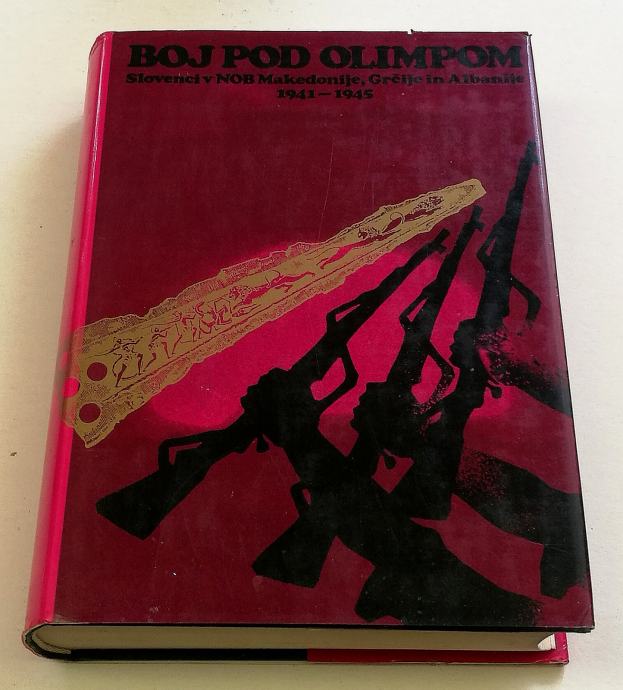 BOJ POD OLIMPOM
Slovenci v NOB Makedonije, Grčije in Albanije
1941–1945